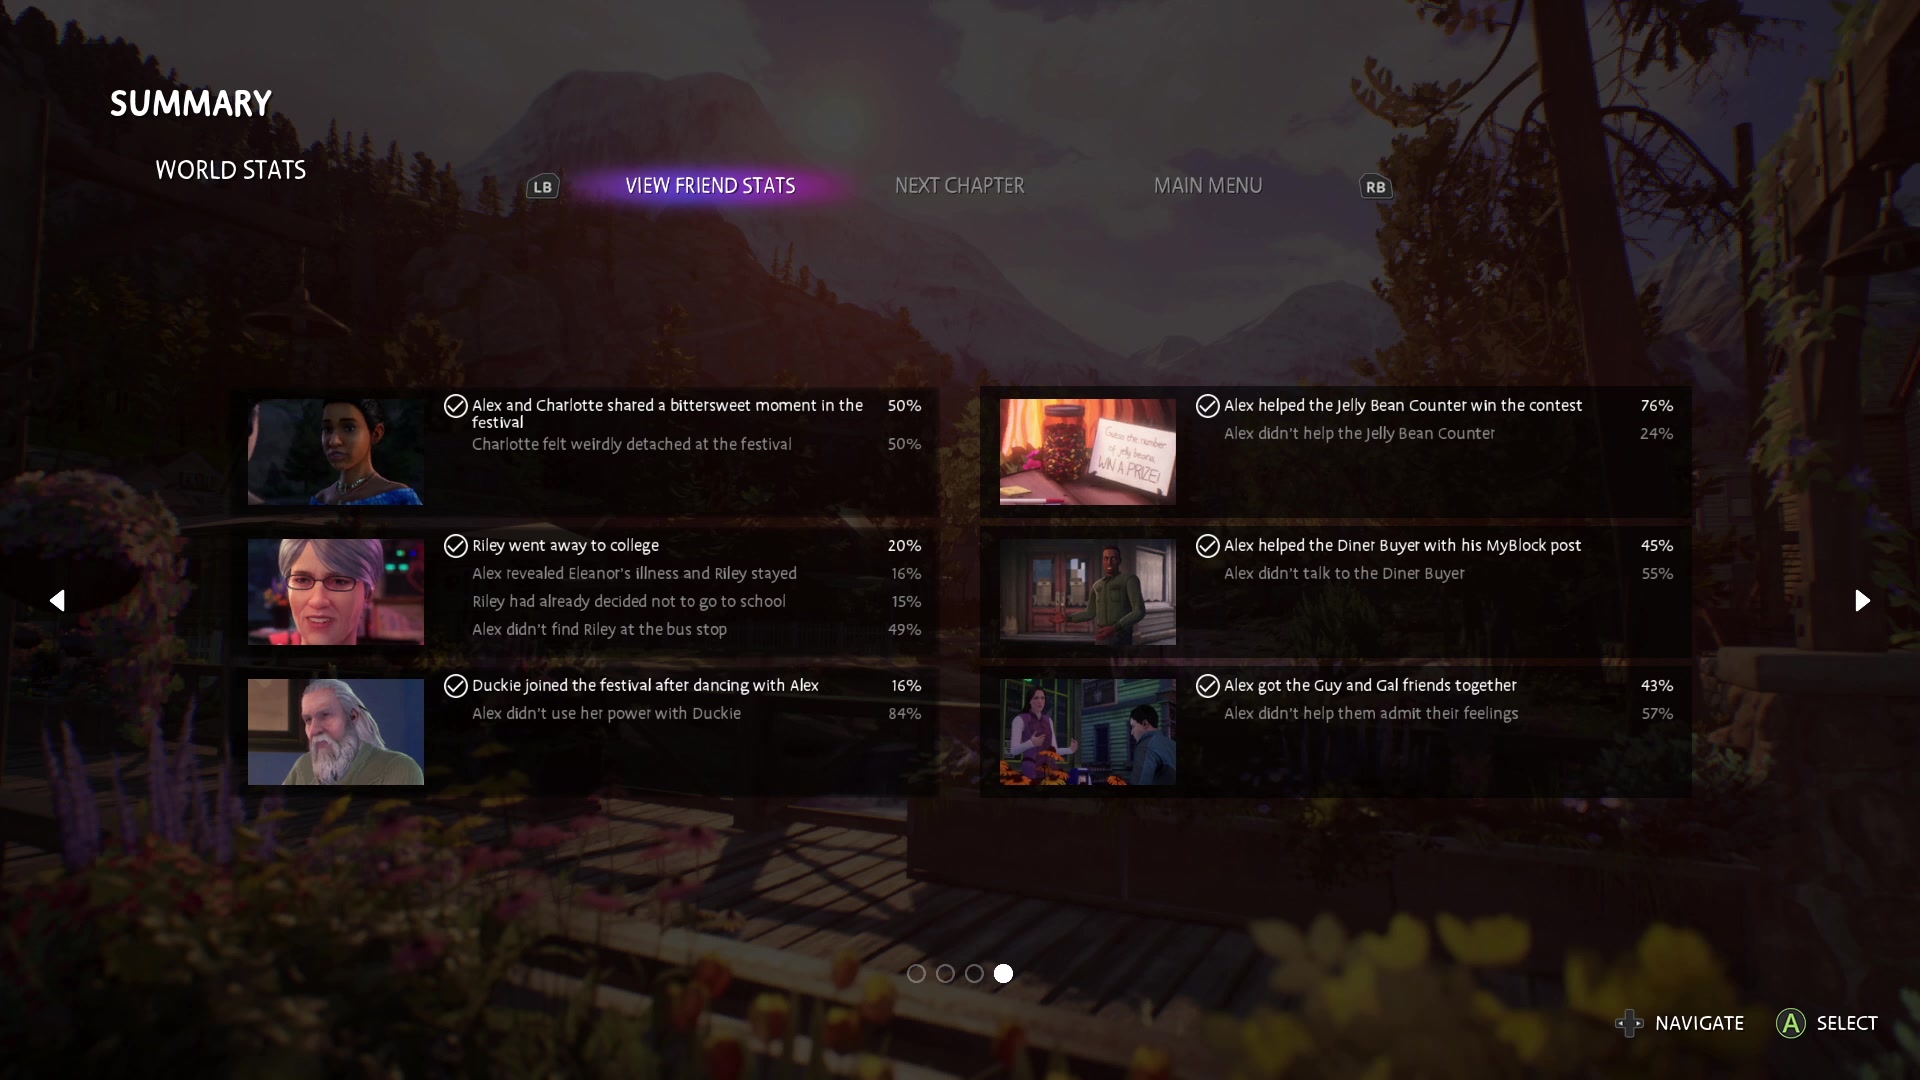 SUMMARY
WORLD STATS
LB
VIEW FRIEND STATS
NEXT CHAPTER
MAIN MENU
RB
Alex and Charlotte shared a bittersweet moment in the
festival
50%
Charlotte felt weirdly detached at the festival 50%
Riley went away to college 20%
Alex revealed Eleanor's illness and Riley stayed 16%
Riley had already decided not to go to school 15%
Alex didn't find Riley at the bus stop 49%
Duckie joined the festival after dancing with Alex 16%
Alex didn't use her power with Duckie 84%
Guess the number
of jelly beans,
WIN A PRIZE!
Alex helped the Jelly Bean Counter win the contest 76%
Alex didn't help the Jelly Bean Counter 24%
Alex helped the Diner Buyer with his MyBlock post 45%
Alex didn't talk to the Diner Buyer 55%
Alex got the Guy and Gal friends together 43%
Alex didn't help them admit their feelings 57%
NAVIGATE
A SELECT